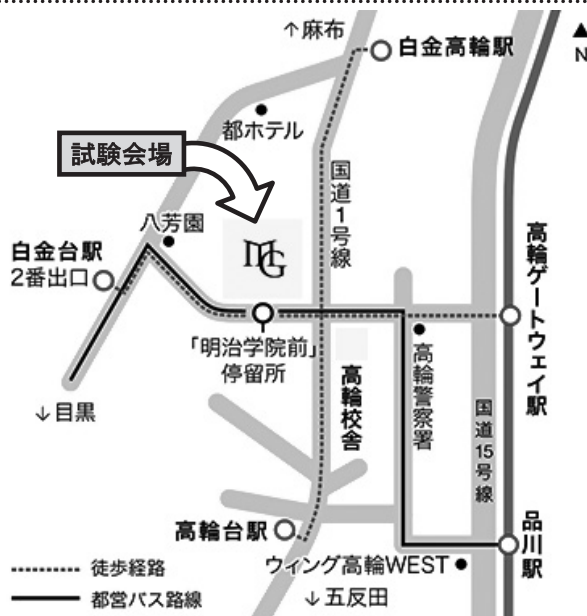 ↑麻布
白金高輪駅
▲
N
都ホテル
試験会場
国道1号線
八芳園
白金台駅
2番出口
MG
高輪ゲートウェイ駅
「明治学院前」
停留所
高輪警察署
高輪校舎
↓目黒
国道15号線
高輪台駅
品川駅
ウィング高輪WEST
↓五反田
徒歩経路
都営バス路線